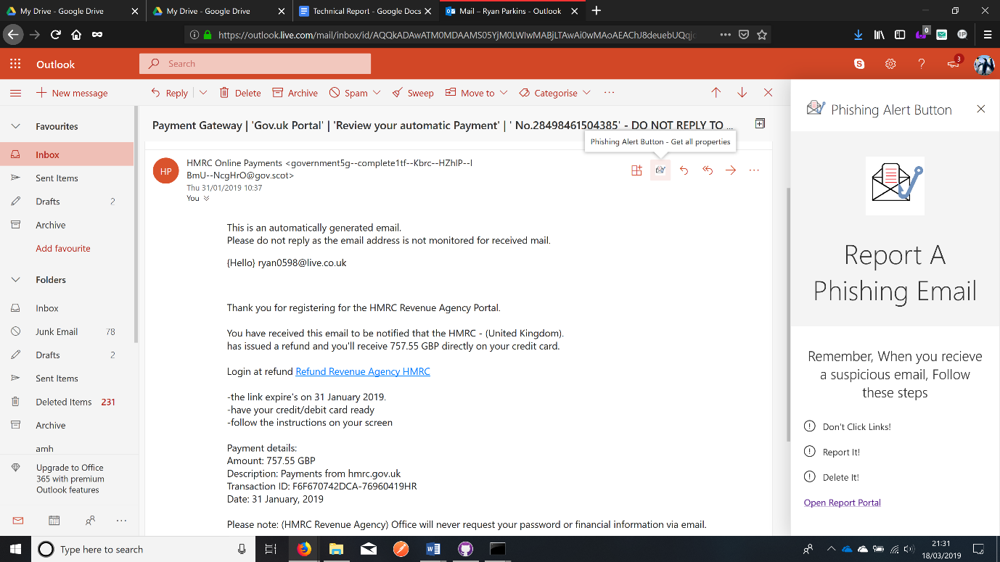 My Drive - Google Drive
My Drive - Google Drive
Technical Report - Google Docs
Mail – Ryan Parkins - Outlook
https://outlook.live.com/mail/inbox/id/
0
Outlook
Search
3
New message
Reply
Delete
Archive
Spam
Sweep
Move to
Categorise
Favourites
Inbox
Sent Items
Drafts 2
Archive
Add favourite
Folders
Inbox
Junk Email 78
Drafts 2
Sent Items
Deleted Items 231
Archive
amh
Upgrade to Office
365 with premium
Outlook features
Payment Gateway | 'Gov.uk Portal' | 'Review your automatic Payment' | ' No.28498461504385' - DO NOT REPLY TO ...
Phishing Alert Button - Get all properties
HP
HMRC Online Payments <government5g--complete1tf--Kbrc--HZhIP--l
BmU--NcgHrO@gov.scot>
Thu 31/01/2019 10:37
You
This is an automatically generated email.
Please do not reply as the email address is not monitored for received mail.
{Hello} ryan0598@live.co.uk
Thank you for registering for the HMRC Revenue Agency Portal.
You have received this email to be notified that the HMRC - (United Kingdom).
has issued a refund and you'll receive 757.55 GBP directly on your credit card.
Login at refund Refund Revenue Agency HMRC
-the link expire's on 31 January 2019.
-have your credit/debit card ready
-follow the instructions on your screen
Payment details:
Amount: 757.55 GBP
Description: Payments from hmrc.gov.uk
Transaction ID: F6F670742DCA-76960419HR
Date: 31 January, 2019
Please note: (HMRC Revenue Agency) Office will never request your password or financial information via email.
Phishing Alert Button
Report A
Phishing Email
Remember, When you recieve
a suspicious email, Follow
these steps
Don't Click Links!
Report It!
Delete It!
Open Report Portal
Type here to search
21:31
18/03/2019